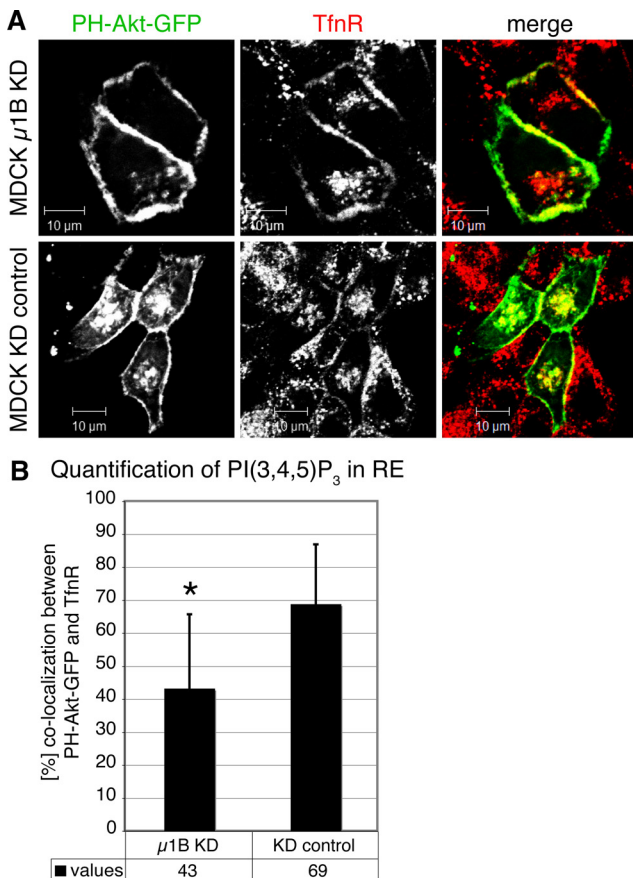 A
PH-Akt-GFP TfnR merge
MDCK µ1B KD
10 µm 10 µm 10 µm
MDCK KD control
10 µm 10 µm 10 µm
B Quantification of PI(3,4,5)P₃ in RE
[%] co-localization between
PH-Akt-GFP and TfnR
100
90
80
70
60
50
40
30
20
10
0
*
µ1B KD KD control
values 43 69